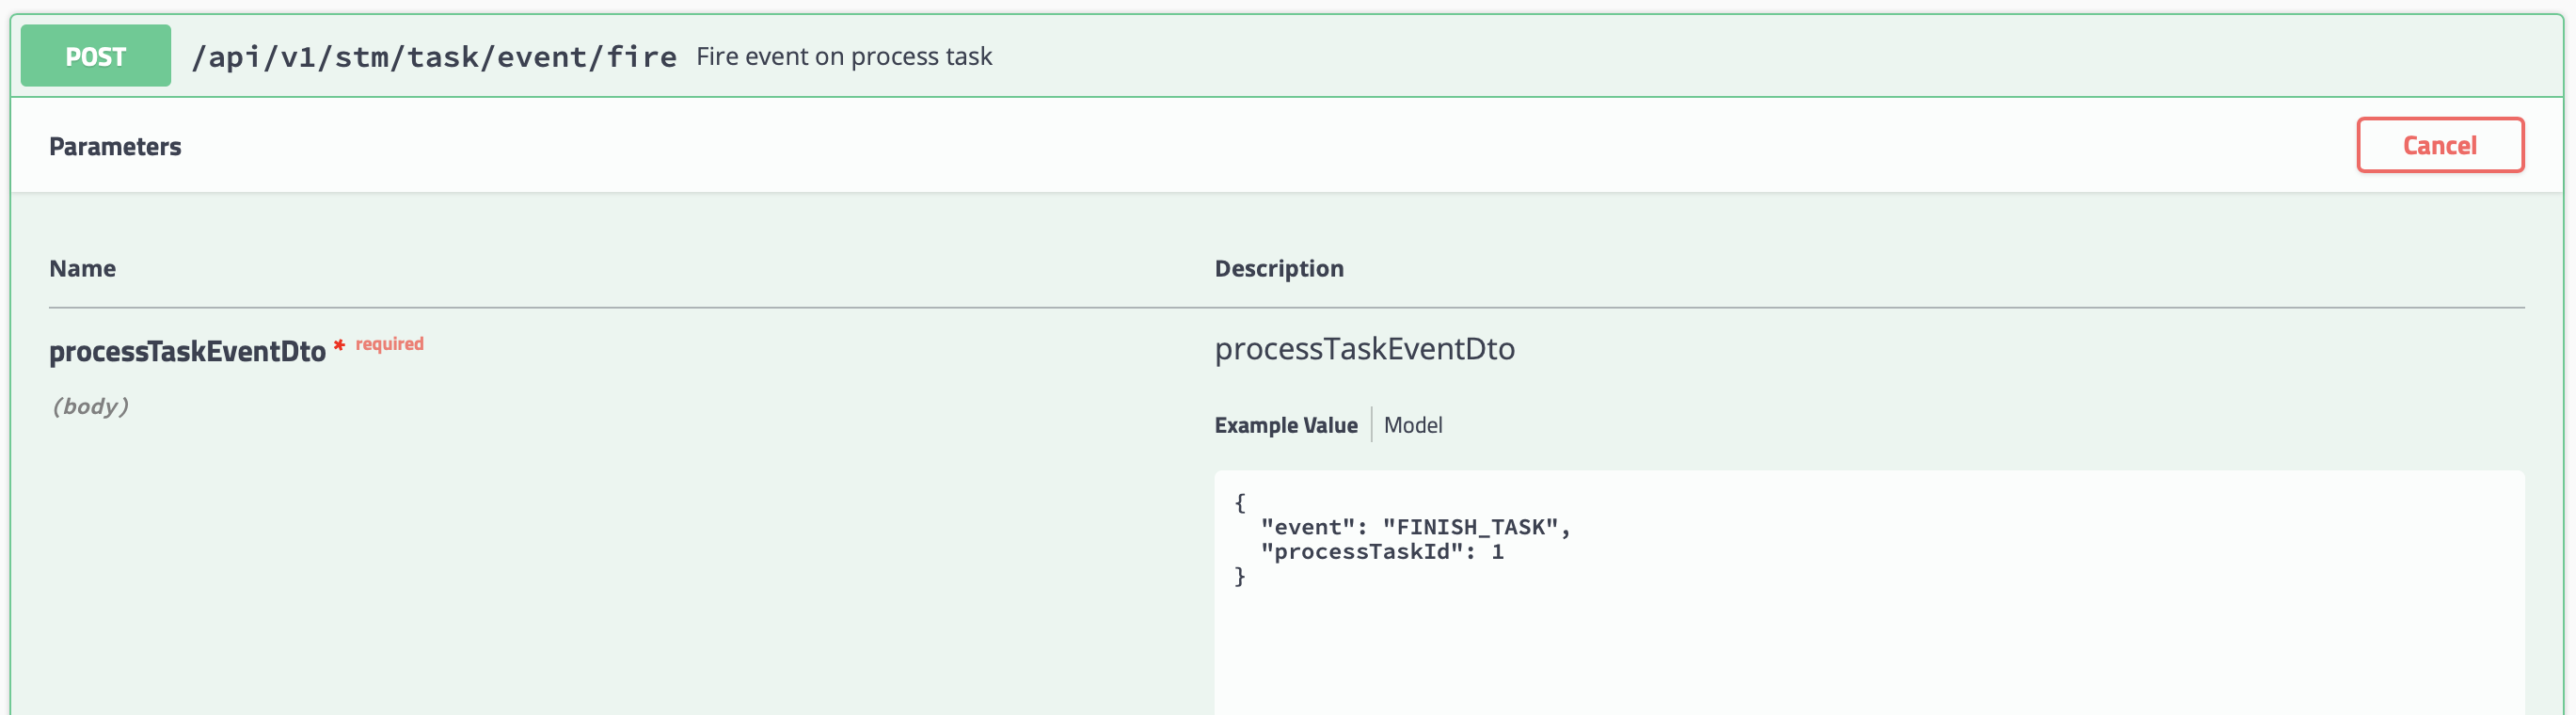 POST /api/v1/stm/task/event/fire Fire event on process task
Parameters Cancel
Name Description
processTaskEventDto * required processTaskEventDto
(body)
Example Value Model
{
"event": "FINISH_TASK",
"processTaskId": 1
}